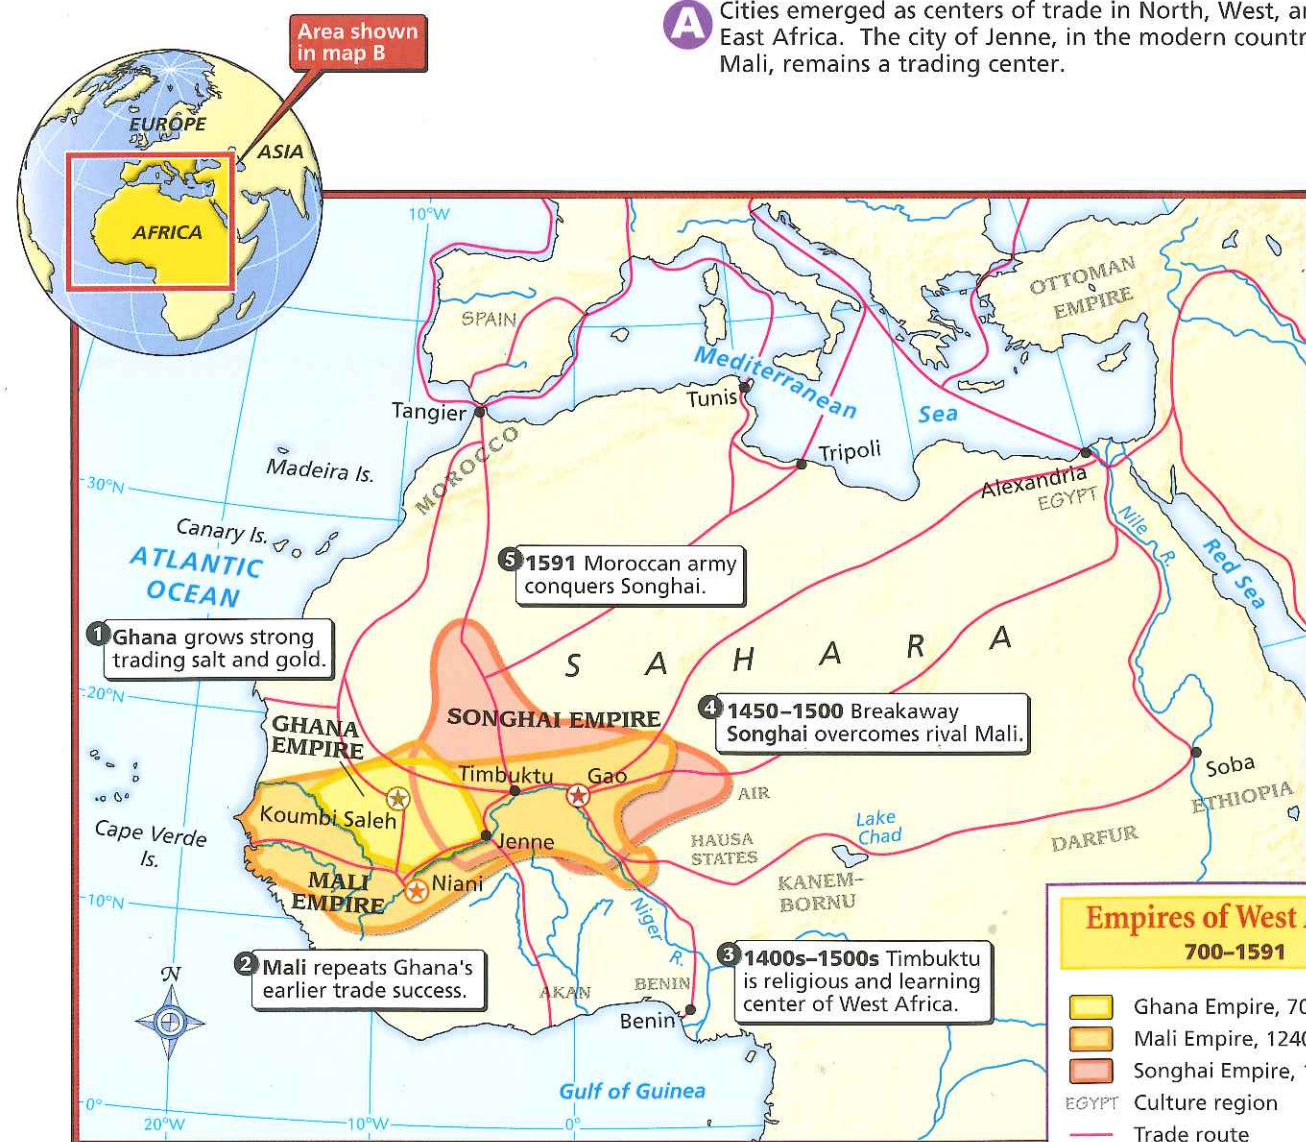 Area shown
in map B
A
Cities emerged as centers of trade in North, West,
East Africa. The city of Jenne, in the modern
Mali, remains a trading center.
EUROPE
ASIA
AFRICA
10°W
OTTOMAN
EMPIRE
SPAIN
Mediterranean
Sea
Tunis
Tangier
MOROCCO
Tripoli
Madeira Is.
30°N
Alexandria
EGYPT
Nile R.
Canary Is.
ATLANTIC
OCEAN
Red Sea
5 1591 Moroccan army
conquers Songhai.
1 Ghana grows strong
trading salt and gold.
SAHARA
20°N
4 1450–1500 Breakaway
Songhai overcomes rival Mali.
SONGHAI EMPIRE
GHANA
EMPIRE
Timbuktu
Gao
AIR
Soba
ETHIOPIA
Koumbi Saleh
Jenne
Cape Verde
Is.
HAUSA
STATES
Lake
Chad
DARFUR
MALI
EMPIRE
Niani
KANEM-
BORNU
10°N
Niger R.
2 Mali repeats Ghana's
earlier trade success.
3 1400s–1500s Timbuktu
is religious and learning
center of West Africa.
N
AKAN
BENIN
Benin
Gulf of Guinea
0°
20°W
10°W
0°
Empires of West
700–1591
Ghana Empire,
Mali Empire, 1240
Songhai Empire,
EGYPT Culture region
Trade route